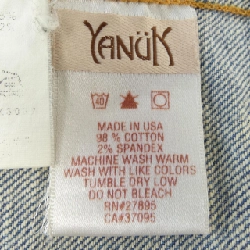 YANÜK
40
MADE IN USA
98 % COTTON
2% SPANDEX
MACHINE WASH WARM
WASH WITH LIKE COLORS
TUMBLE DRY LOW
DO NOT BLEACH
RN#27895
CA#37095